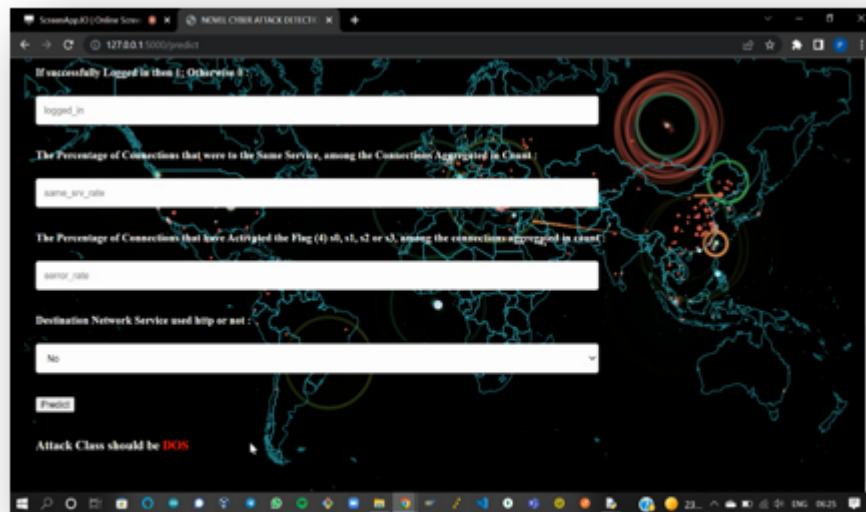 ScreenApp.IO | Online Screen
NOVEL CYBER ATTACK DETECTI
127.0.0.1:5000/predict
If successfully Logged in then 1; Otherwise 0 :
logged_in
The Percentage of Connections that were to the Same Service, among the Connections Aggregated in Count :
same_srv_rate
The Percentage of Connections that have Activated the Flag (4) s0, s1, s2 or s3, among the connections aggregated in count :
serror_rate
Destination Network Service used http or not :
No
Predict
Attack Class should be DOS
23...
ENG
06:25